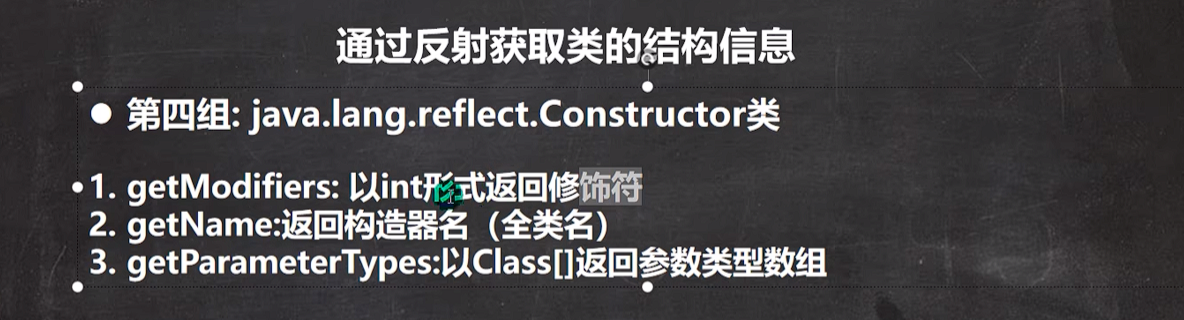 通过反射获取类的结构信息
● 第四组: java.lang.reflect.Constructor类
1. getModifiers: 以int形式返回修饰符
2. getName:返回构造器名（全类名）
3. getParameterTypes:以Class[]返回参数类型数组